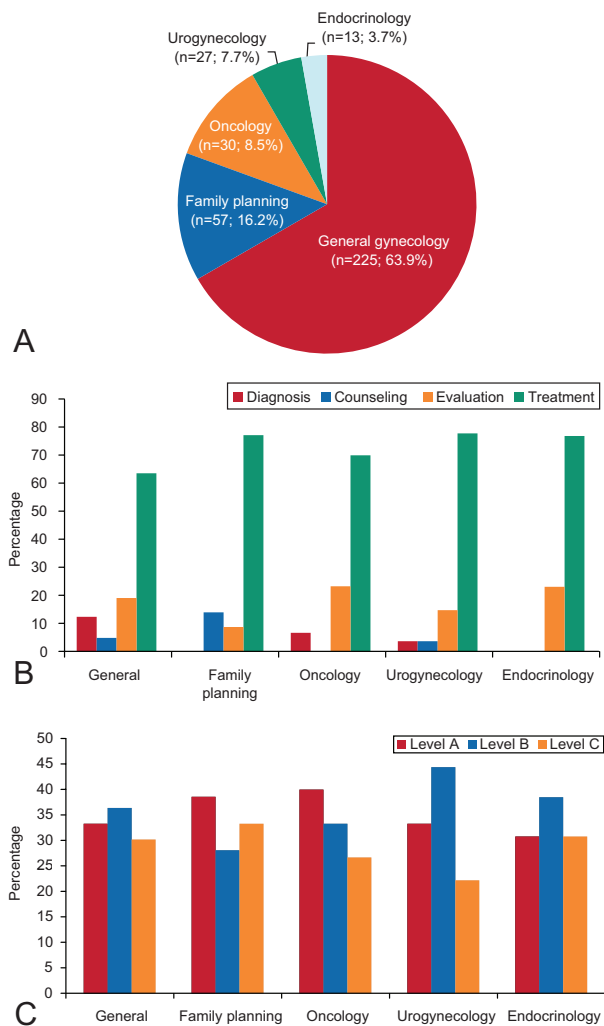 Endocrinology
(n=13; 3.7%)
Urogynecology
(n=27; 7.7%)
Oncology
(n=30; 8.5%)
Family planning
(n=57; 16.2%)
General gynecology
(n=225; 63.9%)
A
Diagnosis Counseling Evaluation Treatment
90
80
70
60
50
40
30
20
10
0
Percentage
General Family planning Oncology Urogynecology Endocrinology
B
Level A Level B Level C
50
45
40
35
30
25
20
15
10
5
0
Percentage
General Family planning Oncology Urogynecology Endocrinology
C